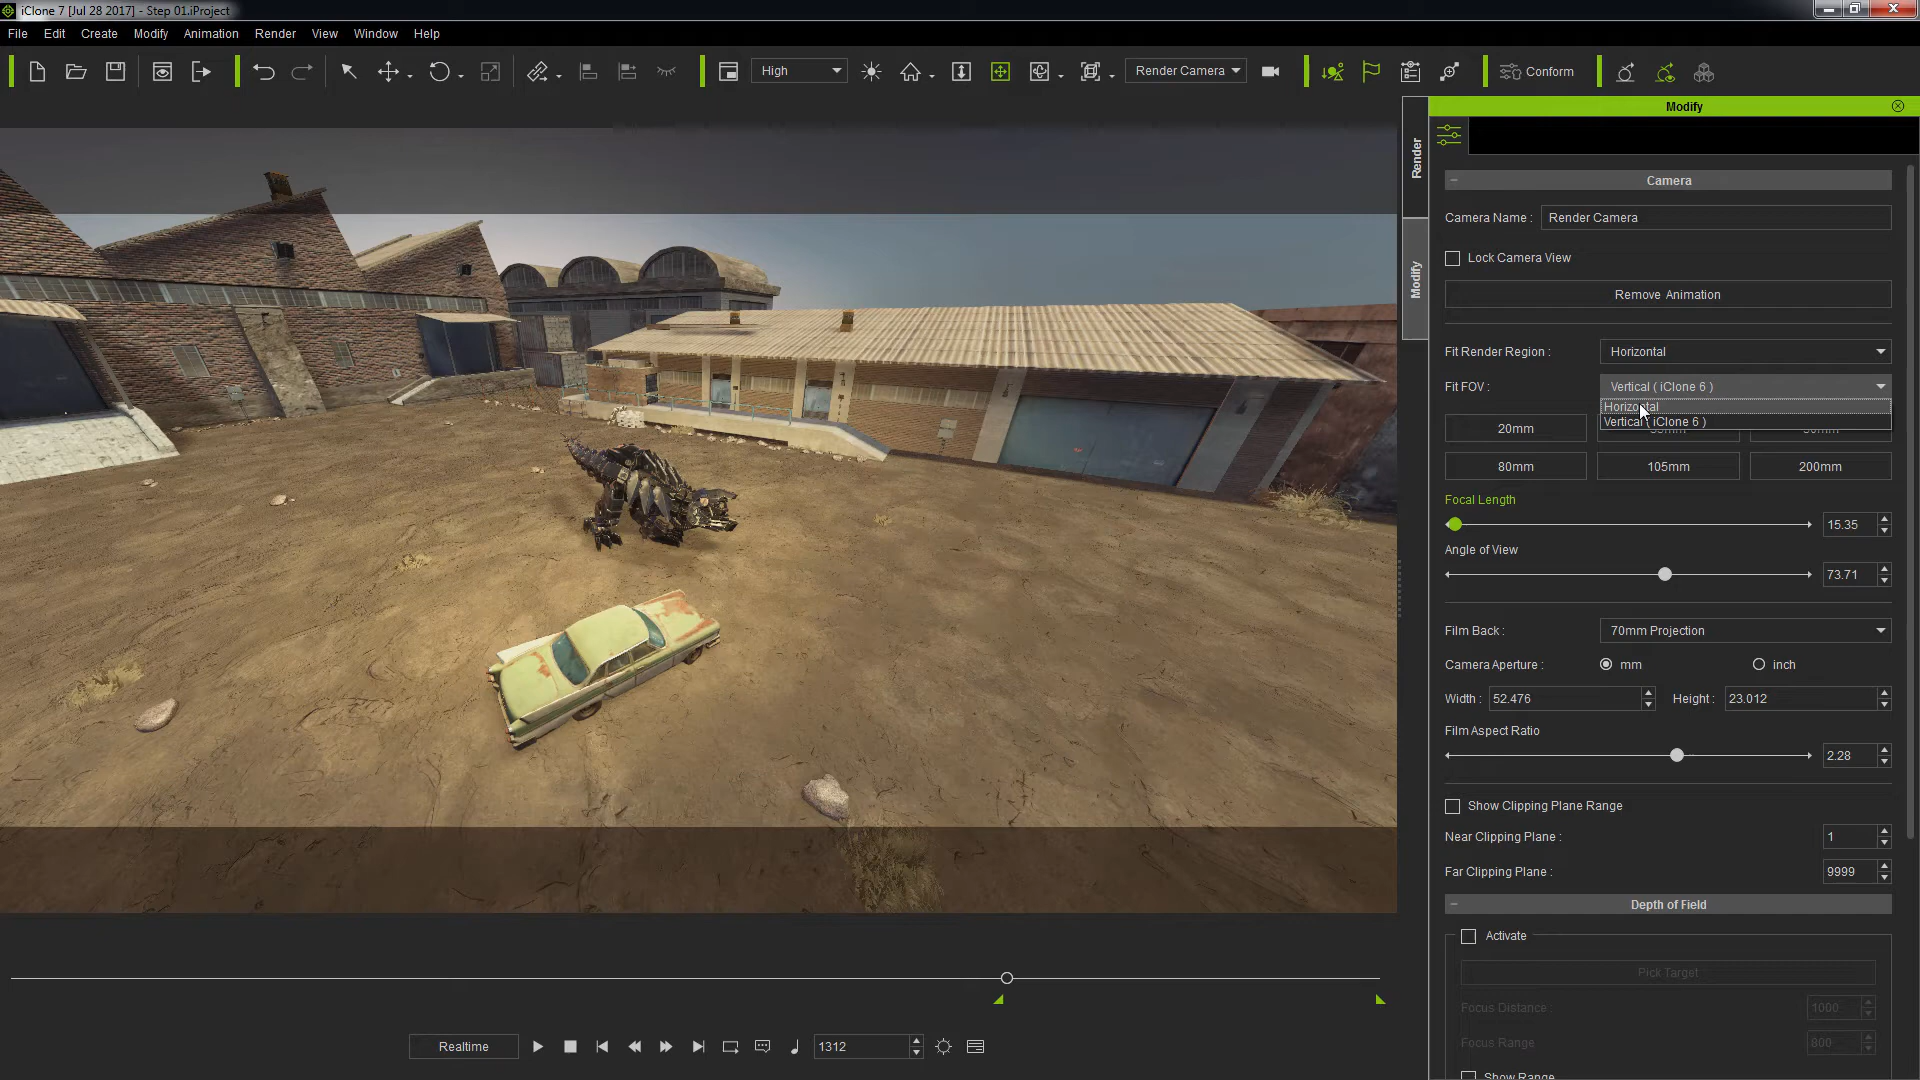 iClone 7 [Jul 28 2017] - Step 01.iProject
File Edit Create Modify Animation Render View Window Help
High
Render Camera
Conform
Modify
Render
Modify
Camera
Camera Name : Render Camera
Lock Camera View
Remove Animation
Fit Render Region : Horizontal
Fit FOV : Vertical ( iClone 6 )
Horizontal
Vertical ( iClone 6 )
20mm
80mm 105mm 200mm
Focal Length
15.35
Angle of View
73.71
Film Back : 70mm Projection
Camera Aperture : mm inch
Width : 52.476 Height : 23.012
Film Aspect Ratio
2.28
Show Clipping Plane Range
Near Clipping Plane : 1
Far Clipping Plane : 9999
Depth of Field
Activate
Pick Target
Focus Distance : 1000
Focus Range 800
Show Range
Realtime 1312